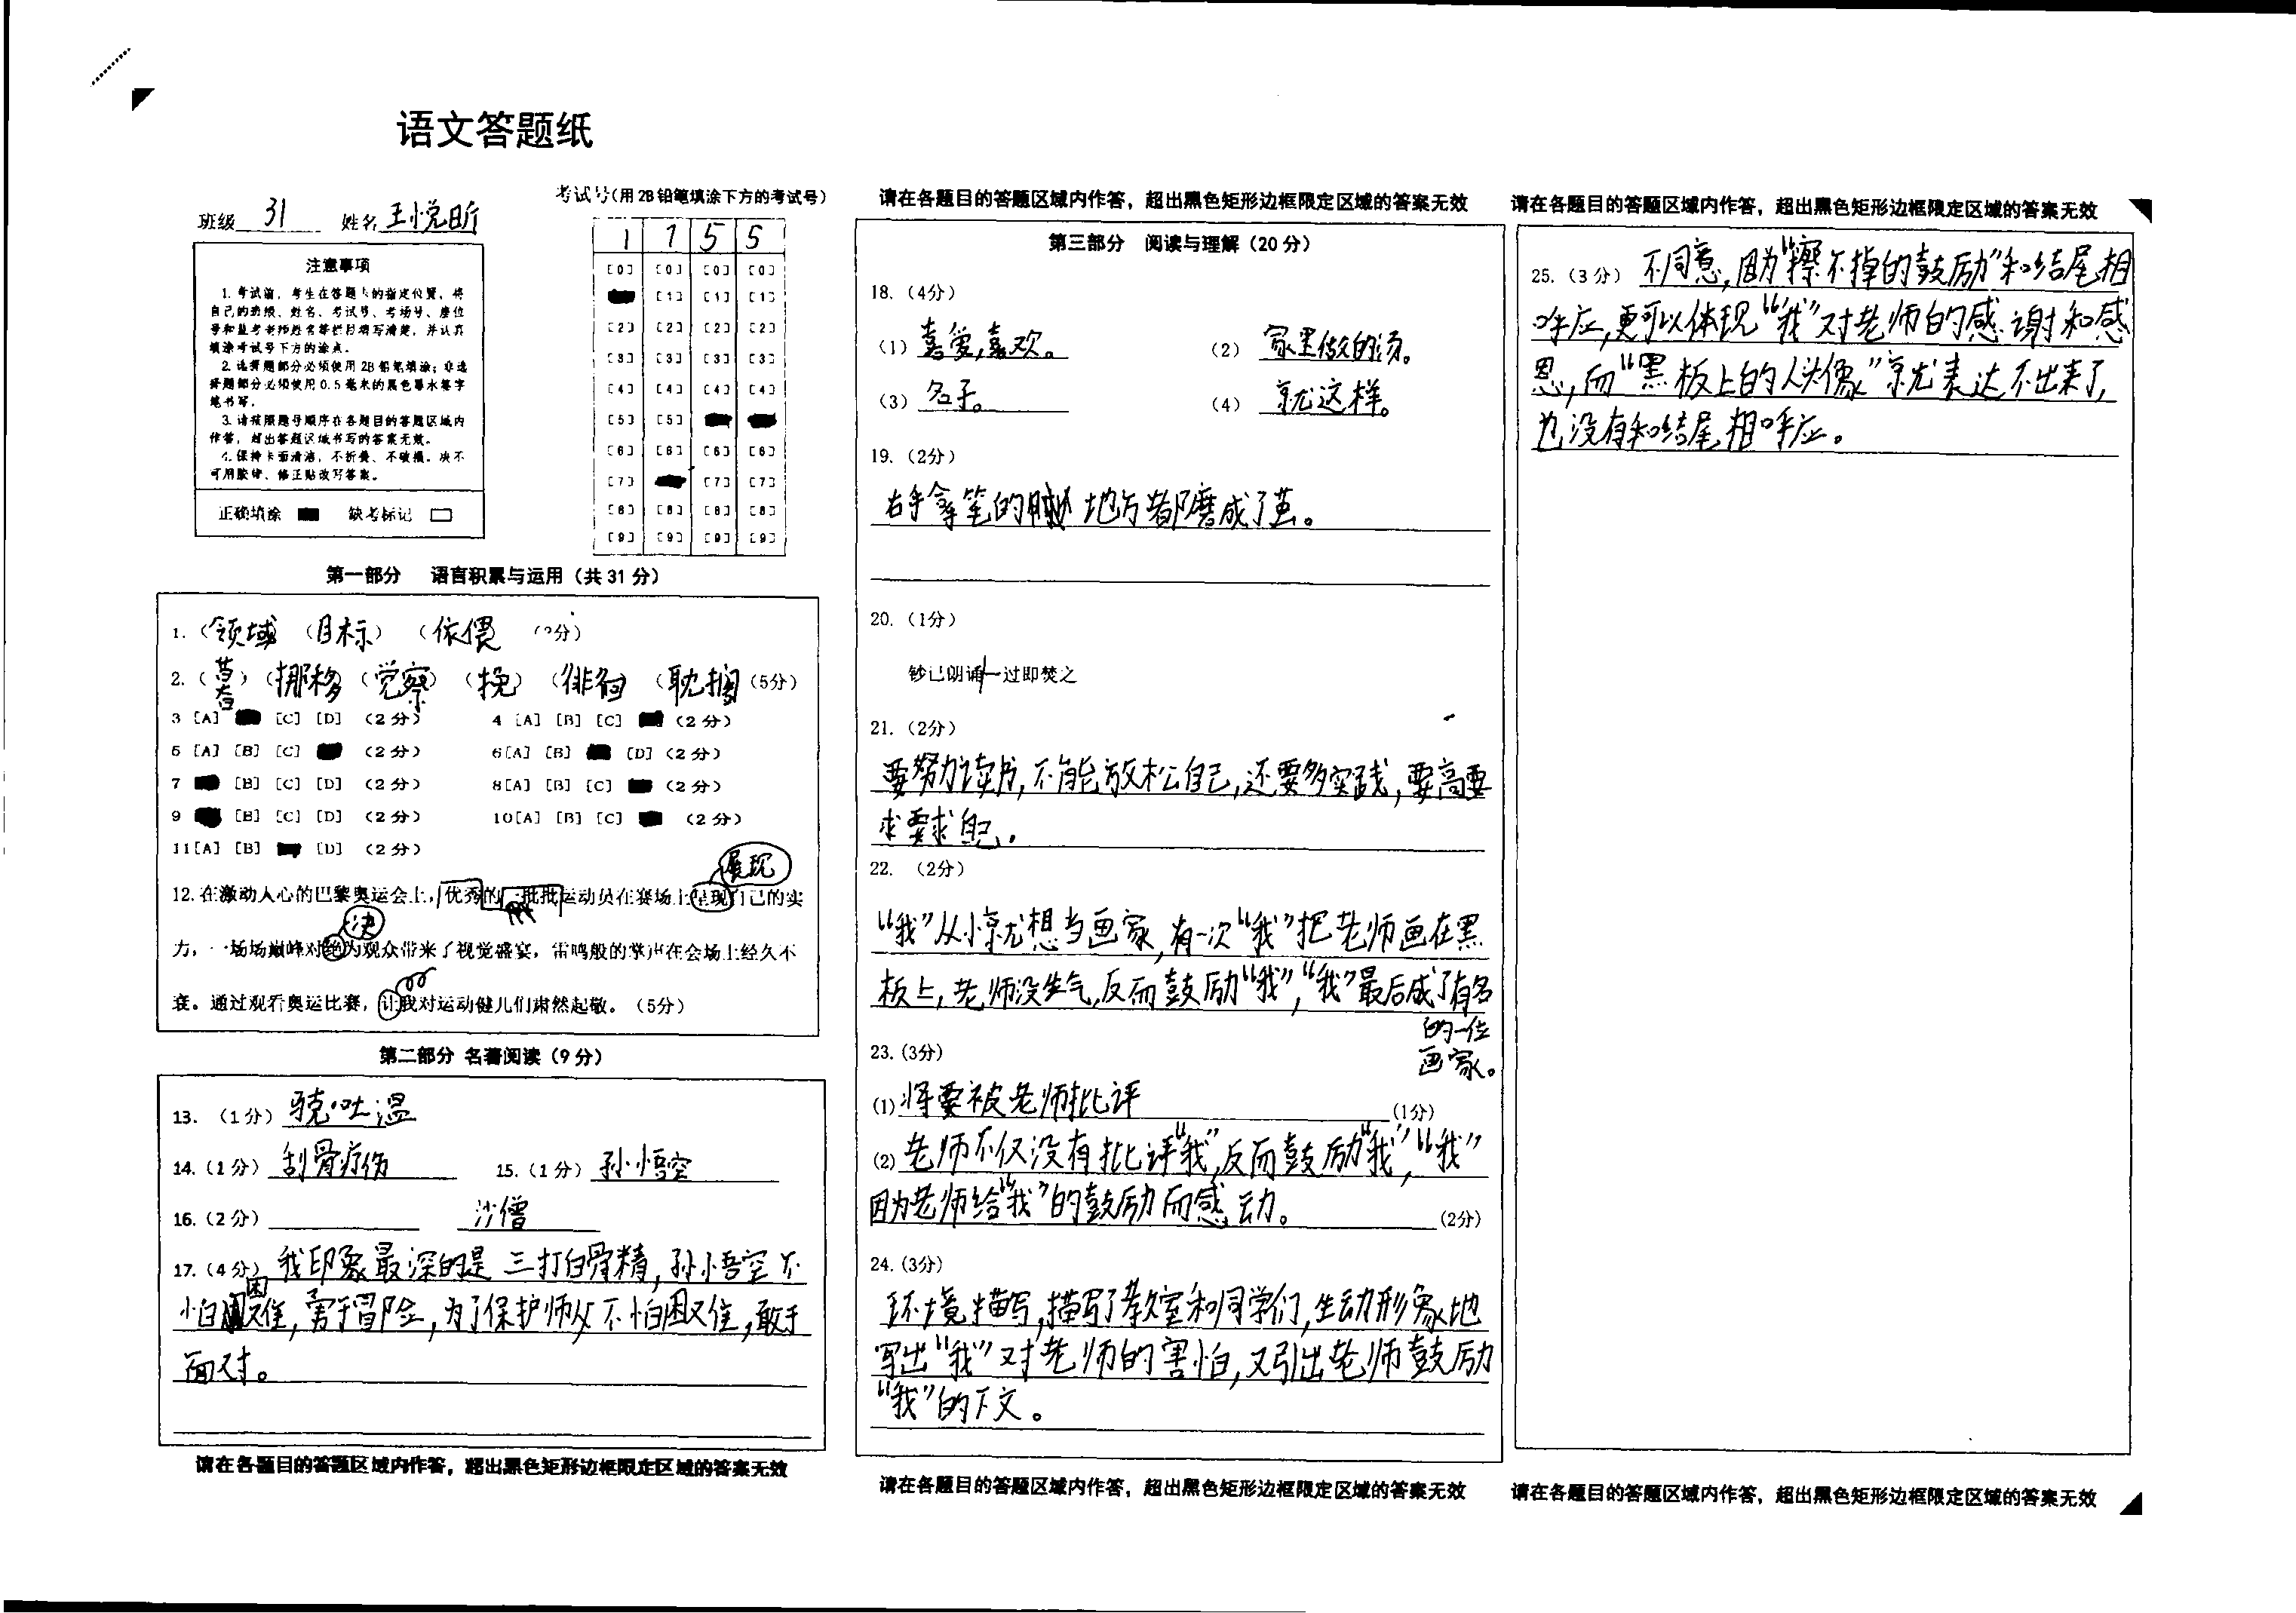 语文答题纸
班级 31 姓名 王悦昕
考试号(用2B铅笔填涂下方的考试号)
1 7 5 5
[0] [0] [0] [0]
[1] [1] [1]
[2] [2] [2] [2]
[3] [3] [3] [3]
[4] [4] [4] [4]
[5] [5]
[6] [6] [6] [6]
[7] [7] [7]
[8] [8] [8] [8]
[9] [9] [9] [9]
注意事项
1. 考试前，考生在答题卡的指定位置，将
自己的班级、姓名、考试号、考场号、座位
号和监考老师姓名等栏目填写清楚，并认真
填涂考试号下方的涂点。
2. 选择题部分必须使用2B铅笔填涂；非选
择题部分必须使用0.5毫米的黑色墨水签字
笔书写。
3. 请按照题号顺序在各题目的答题区域内
作答，超出答题区域书写的答案无效。
4. 保持卡面清洁，不折叠、不破损。决不
可用胶带、修正贴改写答案。
正确填涂 缺考标记
第一部分 语言积累与运用（共31分）
1.（领域）（目标）（依偎）
2.（）（挪移）（觉察）（挽）（徘徊）（耽搁）（5分）
3 [A] [C] [D] （2分） 4 [A] [B] [C] （2分）
5 [A] [B] [C] （2分） 6[A] [B] [D]（2分）
7 [B] [C] [D] （2分） 8[A] [B] [C] （2分）
9 [B] [C] [D] （2分） 10[A] [B] [C] （2分）
11[A] [B] [D] （2分）
展现
12.在激动人心的巴黎奥运会上，优秀的一批批运动员在赛场上呈现自己的实
决
力，一场场巅峰对绝为观众带来了视觉盛宴，雷鸣般的掌声在会场上经久不
衰。通过观看奥运比赛，让我对运动健儿们肃然起敬。（5分）
第二部分 名著阅读（9分）
13.（1分）骆·吐温
14.（1分）刮骨疗伤 15.（1分）孙悟空
16.（2分） 沙僧
17.（4分）我印象最深的是三打白骨精，孙悟空不
怕困难，害于冒险，为了保护师父不怕困难，敢于
面对。
请在各题目的答题区域内作答，超出黑色矩形边框限定区域的答案无效
请在各题目的答题区域内作答，超出黑色矩形边框限定区域的答案无效
第三部分 阅读与理解（20分）
18.（4分）
（1）喜爱，喜欢。 （2）家里做的汤。
（3）名子。 （4）就这样。
19.（2分）
右手拿笔的地方都磨成了茧。
20.（1分）
钞已朗诵一过即焚之
21.（2分）
要努力读书，不能放松自己，还要多实践，要高要
求要求自己。
22. （2分）
“我”从小就想当画家，有一次“我”把老师画在黑
板上，老师没生气，反而鼓励“我”，“我”最后成了有名
的一位
画家。
23.(3分)
(1)将要被老师批评 (1分)
(2)老师不仅没有批评“我”，反而鼓励“我”，“我”
因为老师给“我”的鼓励而感动。 (2分)
24.(3分)
环境描写，描写了教室和同学们，生动形象地
写出“我”对老师的害怕，又引出老师鼓励
“我”的下文。
请在各题目的答题区域内作答，超出黑色矩形边框限定区域的答案无效
请在各题目的答题区域内作答，超出黑色矩形边框限定区域的答案无效
25.（3分）不同意，因为“擦不掉的鼓励”和结尾相
呼应，更可以体现“我”对老师的感谢和感
恩，而“黑板上的人头像”就表达不出来了，
也没有和结尾相呼应。
请在各题目的答题区域内作答，超出黑色矩形边框限定区域的答案无效